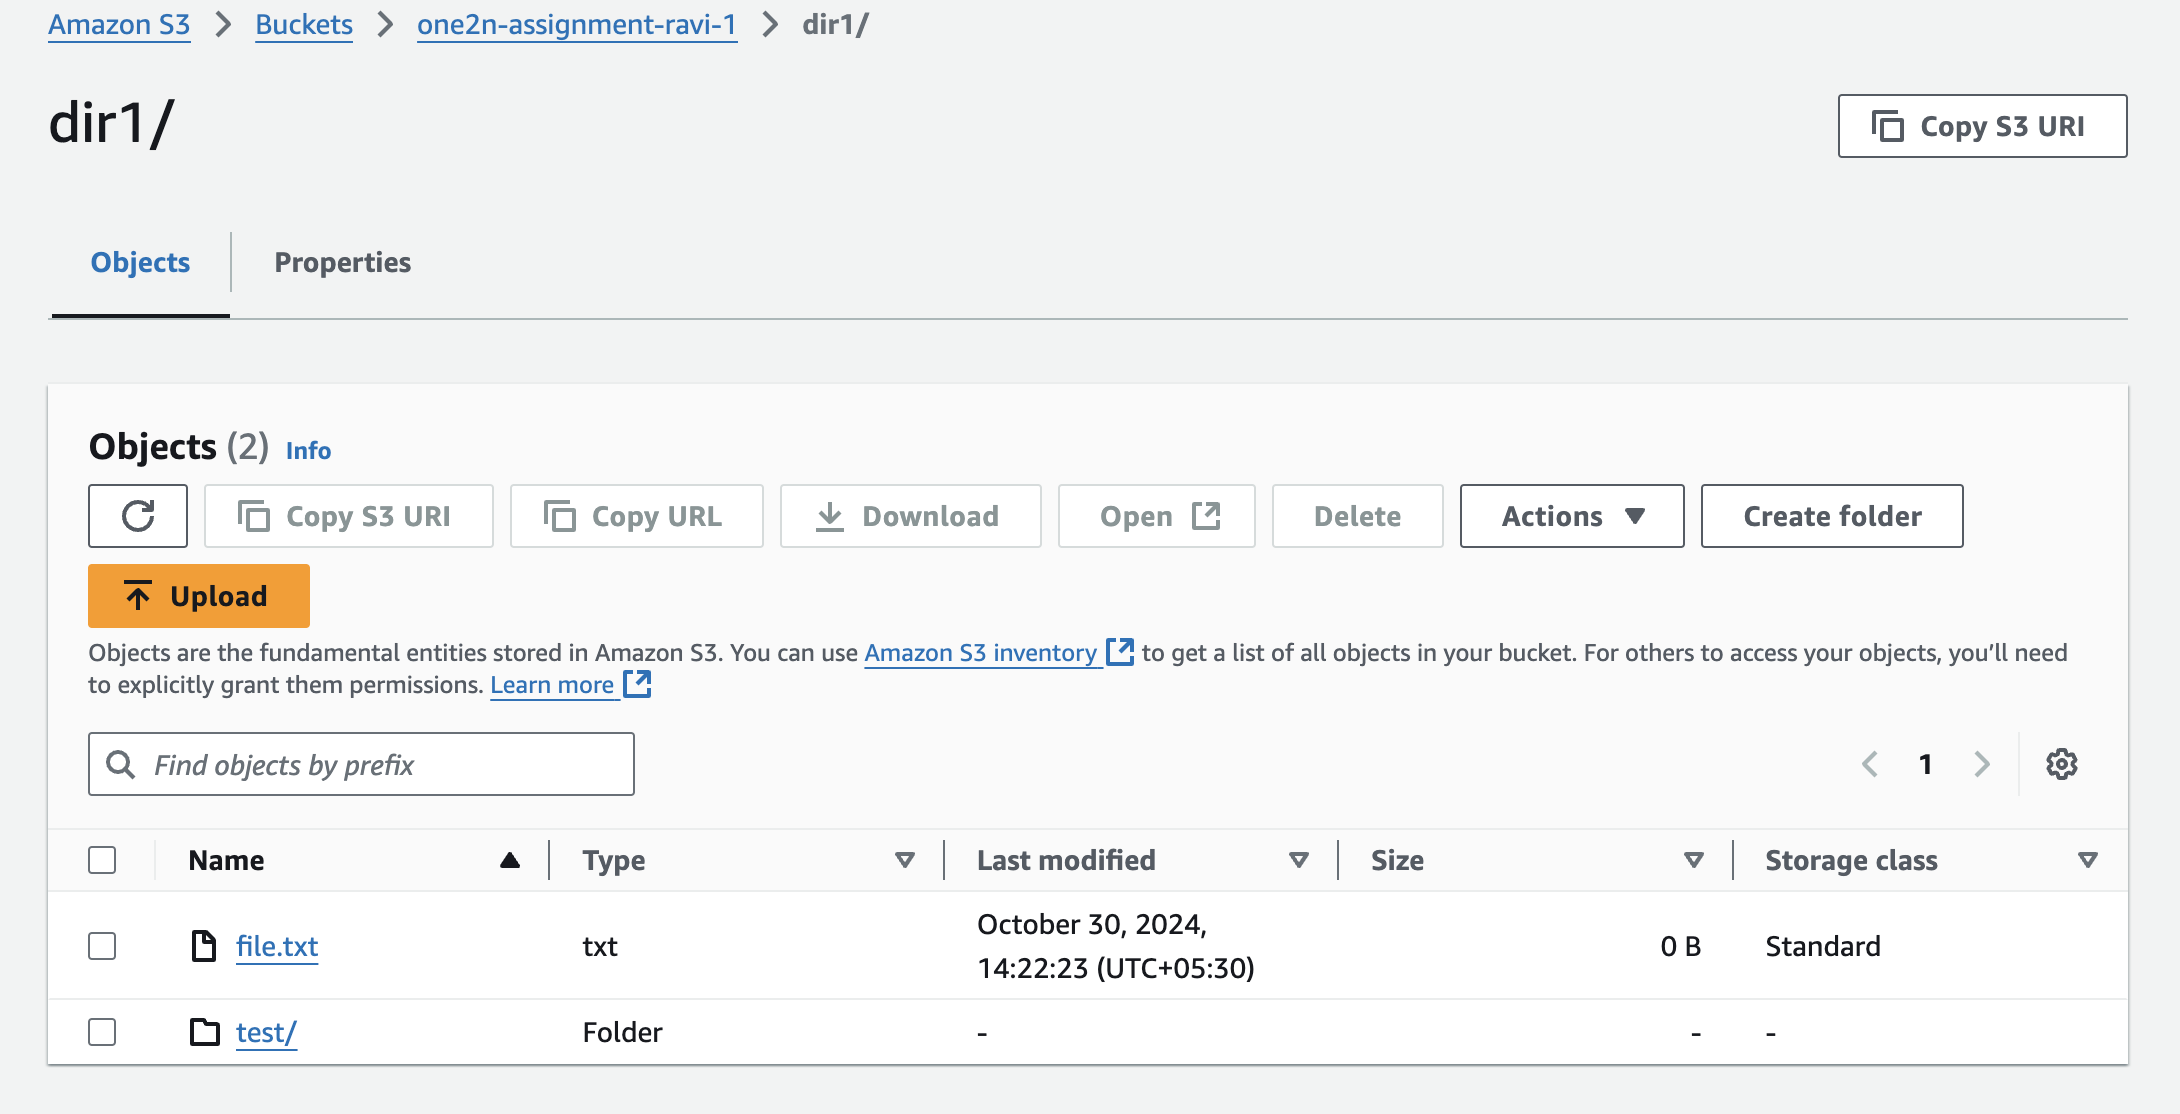 Amazon S3 > Buckets > one2n-assignment-ravi-1 > dir1/
dir1/
Copy S3 URI
Objects
Properties
Objects (2) Info
Copy S3 URI
Copy URL
Download
Open
Delete
Actions
Create folder
Upload
Objects are the fundamental entities stored in Amazon S3. You can use Amazon S3 inventory to get a list of all objects in your bucket. For others to access your objects, you’ll need
to explicitly grant them permissions. Learn more
Find objects by prefix
1
Name Type Last modified Size Storage class
file.txt txt October 30, 2024, 0 B Standard
14:22:23 (UTC+05:30)
test/ Folder - - -